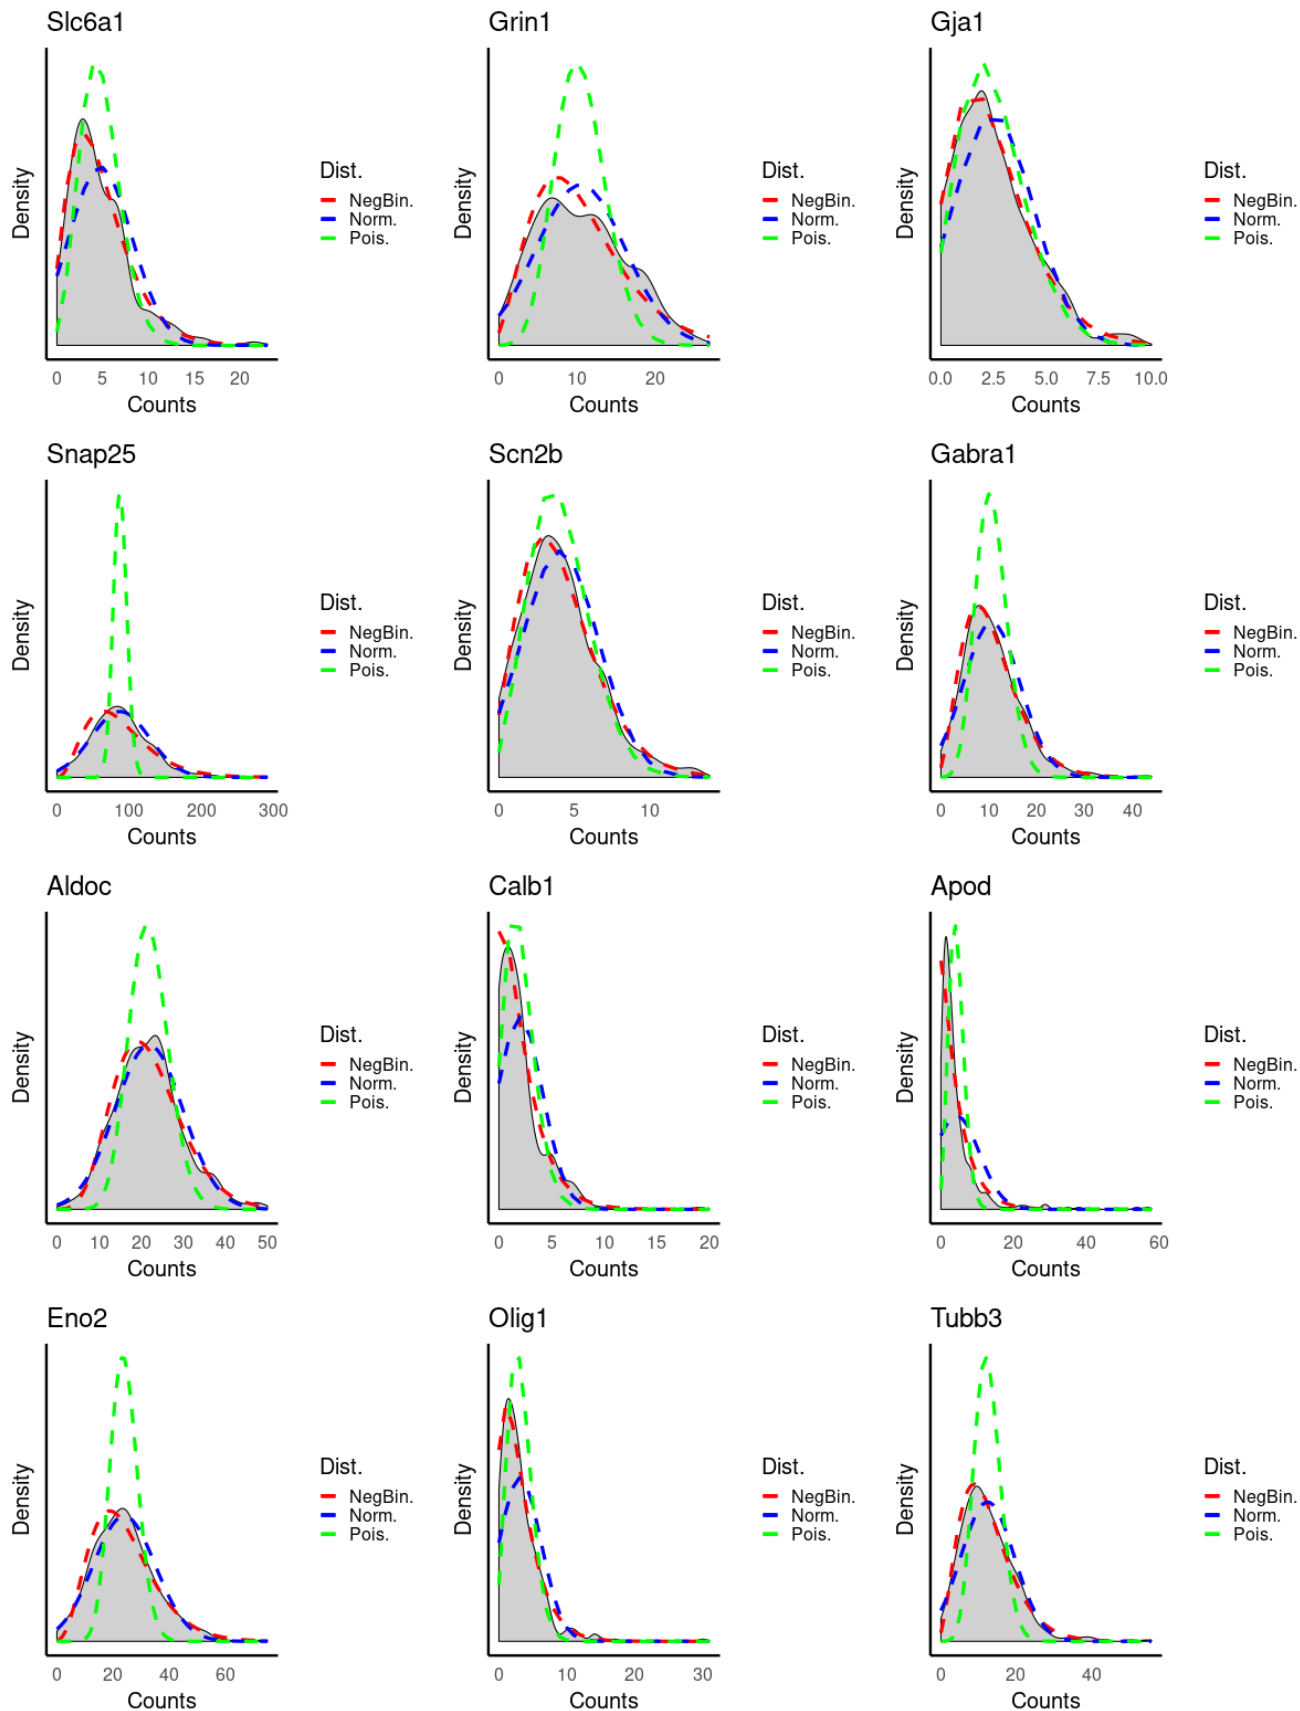 Slc6a1
Grin1
Gja1
Density
Dist.
NegBin.
Norm.
Pois.
0 5 10 15 20
Counts
Density
Dist.
NegBin.
Norm.
Pois.
0 10 20
Counts
Density
Dist.
NegBin.
Norm.
Pois.
0.0 2.5 5.0 7.5 10.0
Counts
Snap25
Scn2b
Gabra1
Density
Dist.
NegBin.
Norm.
Pois.
0 100 200 300
Counts
Density
Dist.
NegBin.
Norm.
Pois.
0 5 10
Counts
Density
Dist.
NegBin.
Norm.
Pois.
0 10 20 30 40
Counts
Aldoc
Calb1
Apod
Density
Dist.
NegBin.
Norm.
Pois.
0 10 20 30 40 50
Counts
Density
Dist.
NegBin.
Norm.
Pois.
0 5 10 15 20
Counts
Density
Dist.
NegBin.
Norm.
Pois.
0 20 40 60
Counts
Eno2
Olig1
Tubb3
Density
Dist.
NegBin.
Norm.
Pois.
0 20 40 60
Counts
Density
Dist.
NegBin.
Norm.
Pois.
0 10 20 30
Counts
Density
Dist.
NegBin.
Norm.
Pois.
0 20 40
Counts